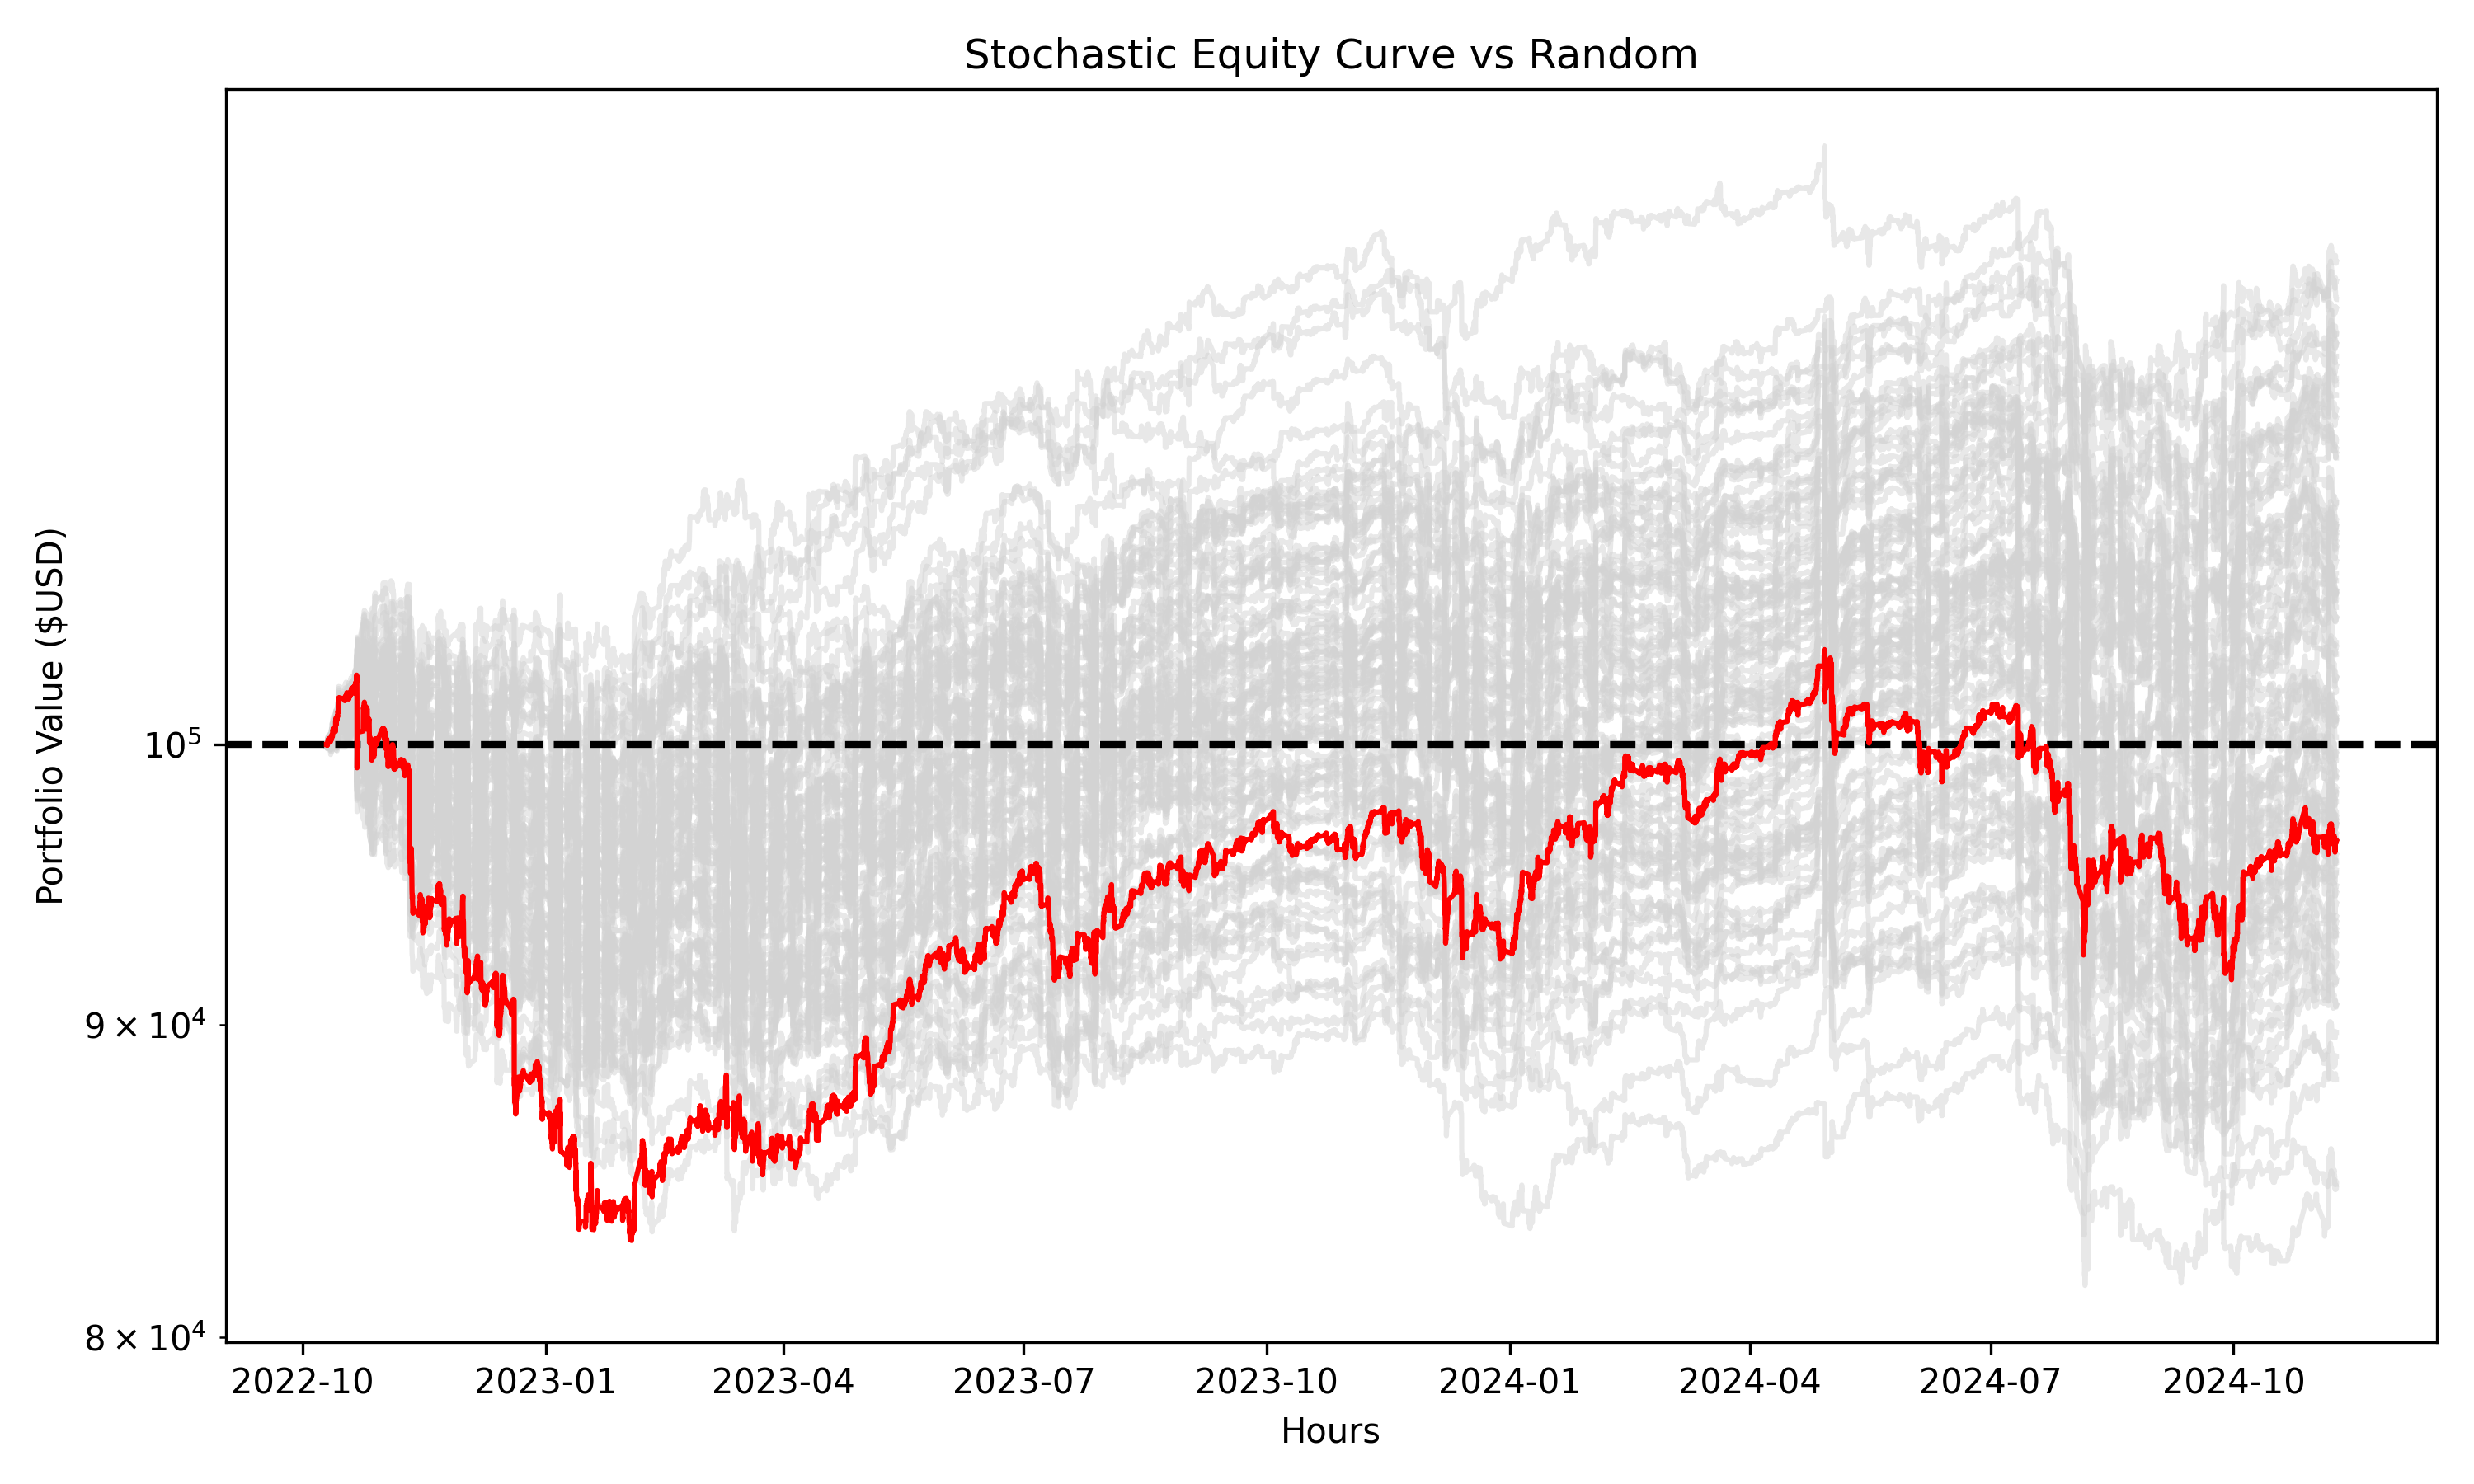 Stochastic Equity Curve vs Random
Portfolio Value ($USD)
10⁵
9 × 10⁴
8 × 10⁴
2022-10 2023-01 2023-04 2023-07 2023-10 2024-01 2024-04 2024-07 2024-10
Hours